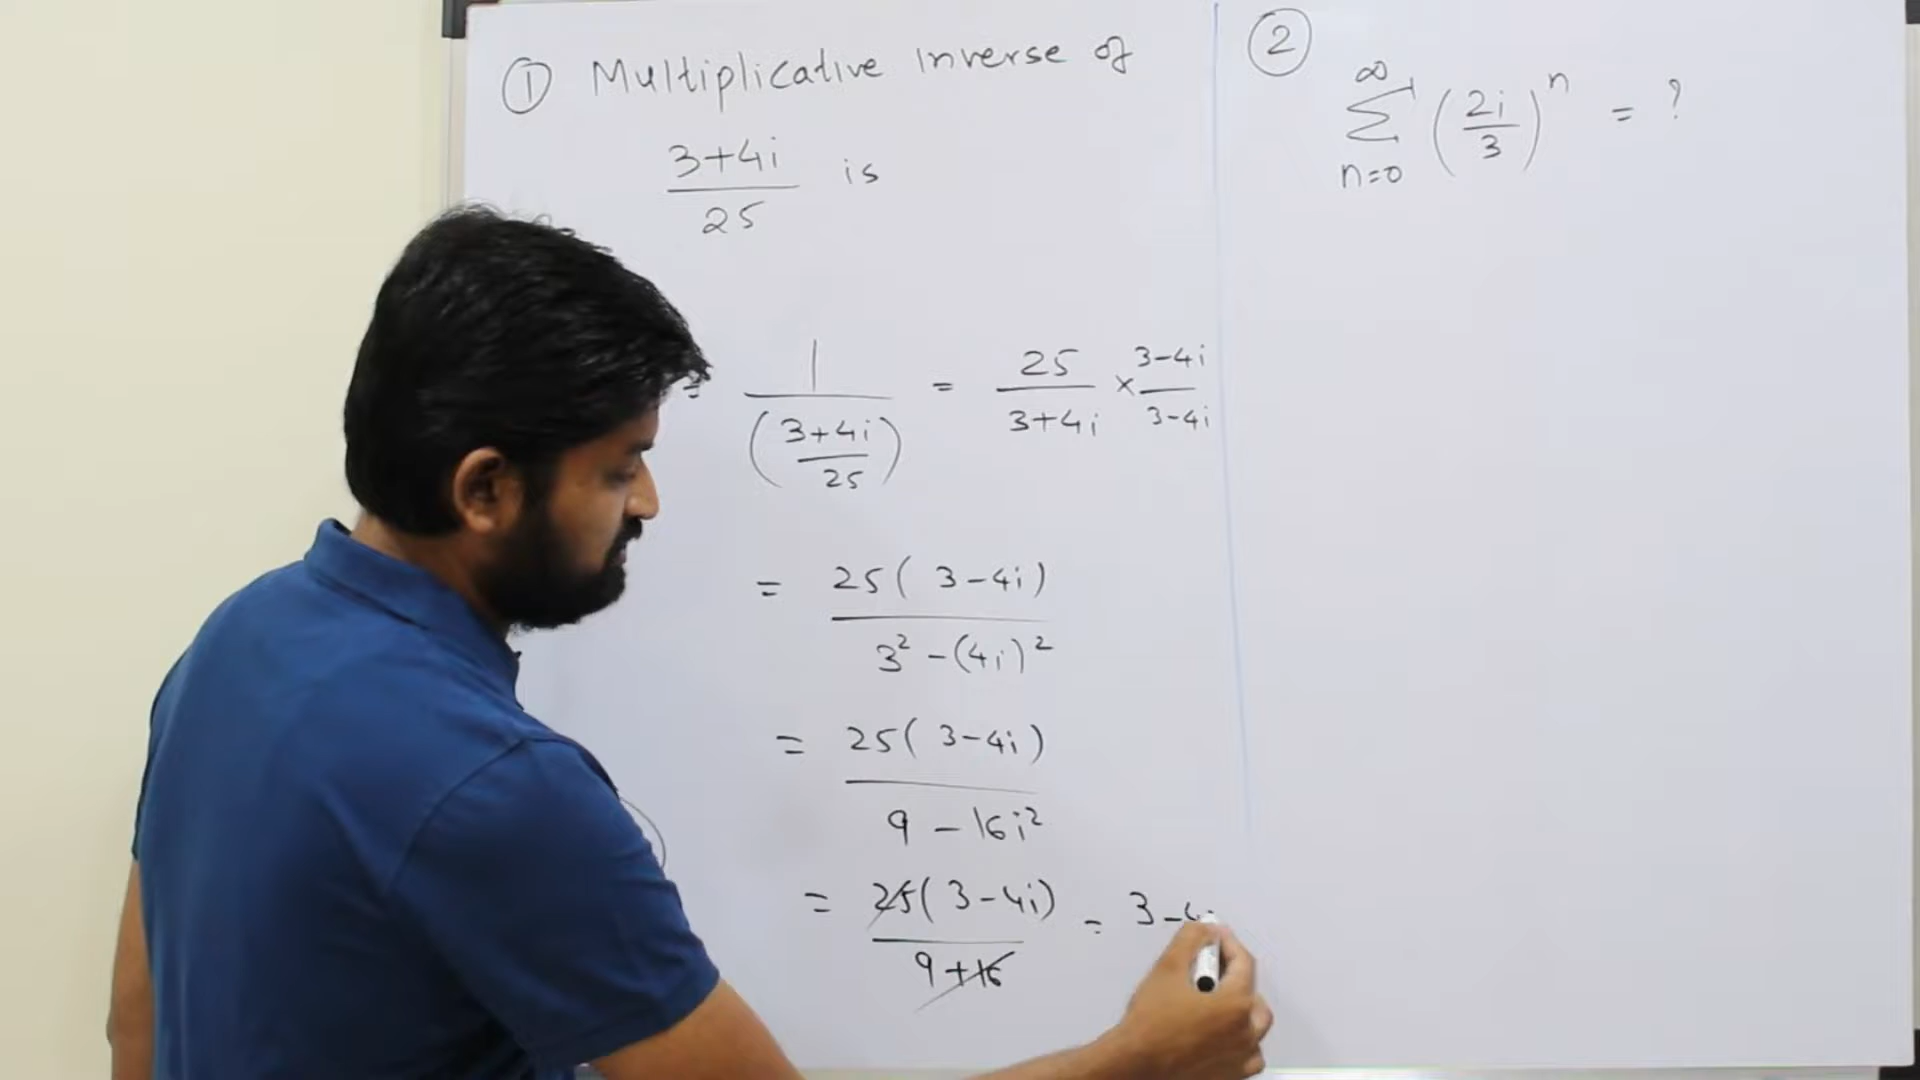 ① Multiplicative Inverse of
3+4i
—— is
25
= 1/((3+4i)/25) = 25/(3+4i) × (3-4i)/(3-4i)
= 25(3-4i)/(3² - (4i)²)
= 25(3-4i)/(9 - 16i²)
= 25(3-4i)/(9+16) = 3-4i
②
∞
∑ (2i/3)ⁿ = ?
n=0